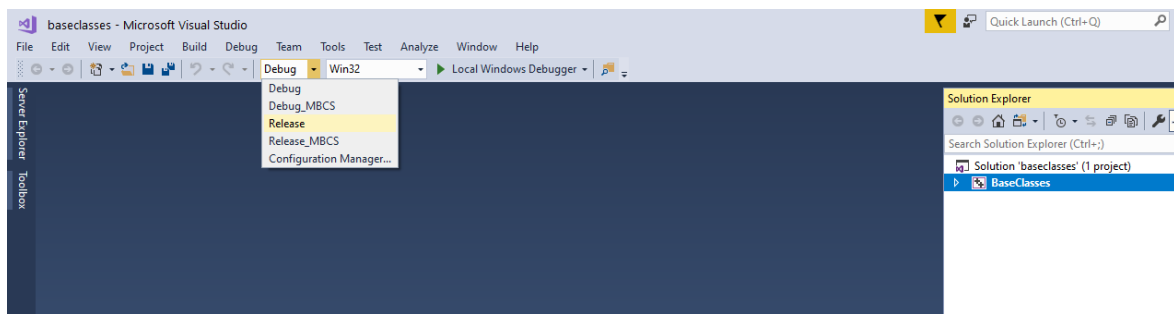 baseclasses - Microsoft Visual Studio
Quick Launch (Ctrl+Q)
File Edit View Project Build Debug Team Tools Test Analyze Window Help
Debug Win32 Local Windows Debugger
Debug
Debug_MBCS
Release
Release_MBCS
Configuration Manager...
Server Explorer
Toolbox
Solution Explorer
Search Solution Explorer (Ctrl+;)
Solution 'baseclasses' (1 project)
BaseClasses